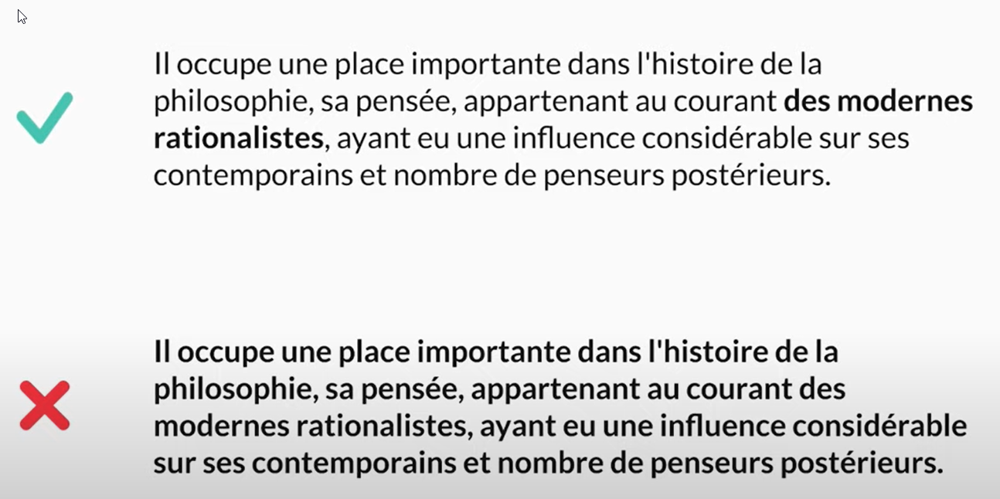 Il occupe une place importante dans l'histoire de la
philosophie, sa pensée, appartenant au courant des modernes
rationalistes, ayant eu une influence considérable sur ses
contemporains et nombre de penseurs postérieurs.
Il occupe une place importante dans l'histoire de la
philosophie, sa pensée, appartenant au courant des
modernes rationalistes, ayant eu une influence considérable
sur ses contemporains et nombre de penseurs postérieurs.